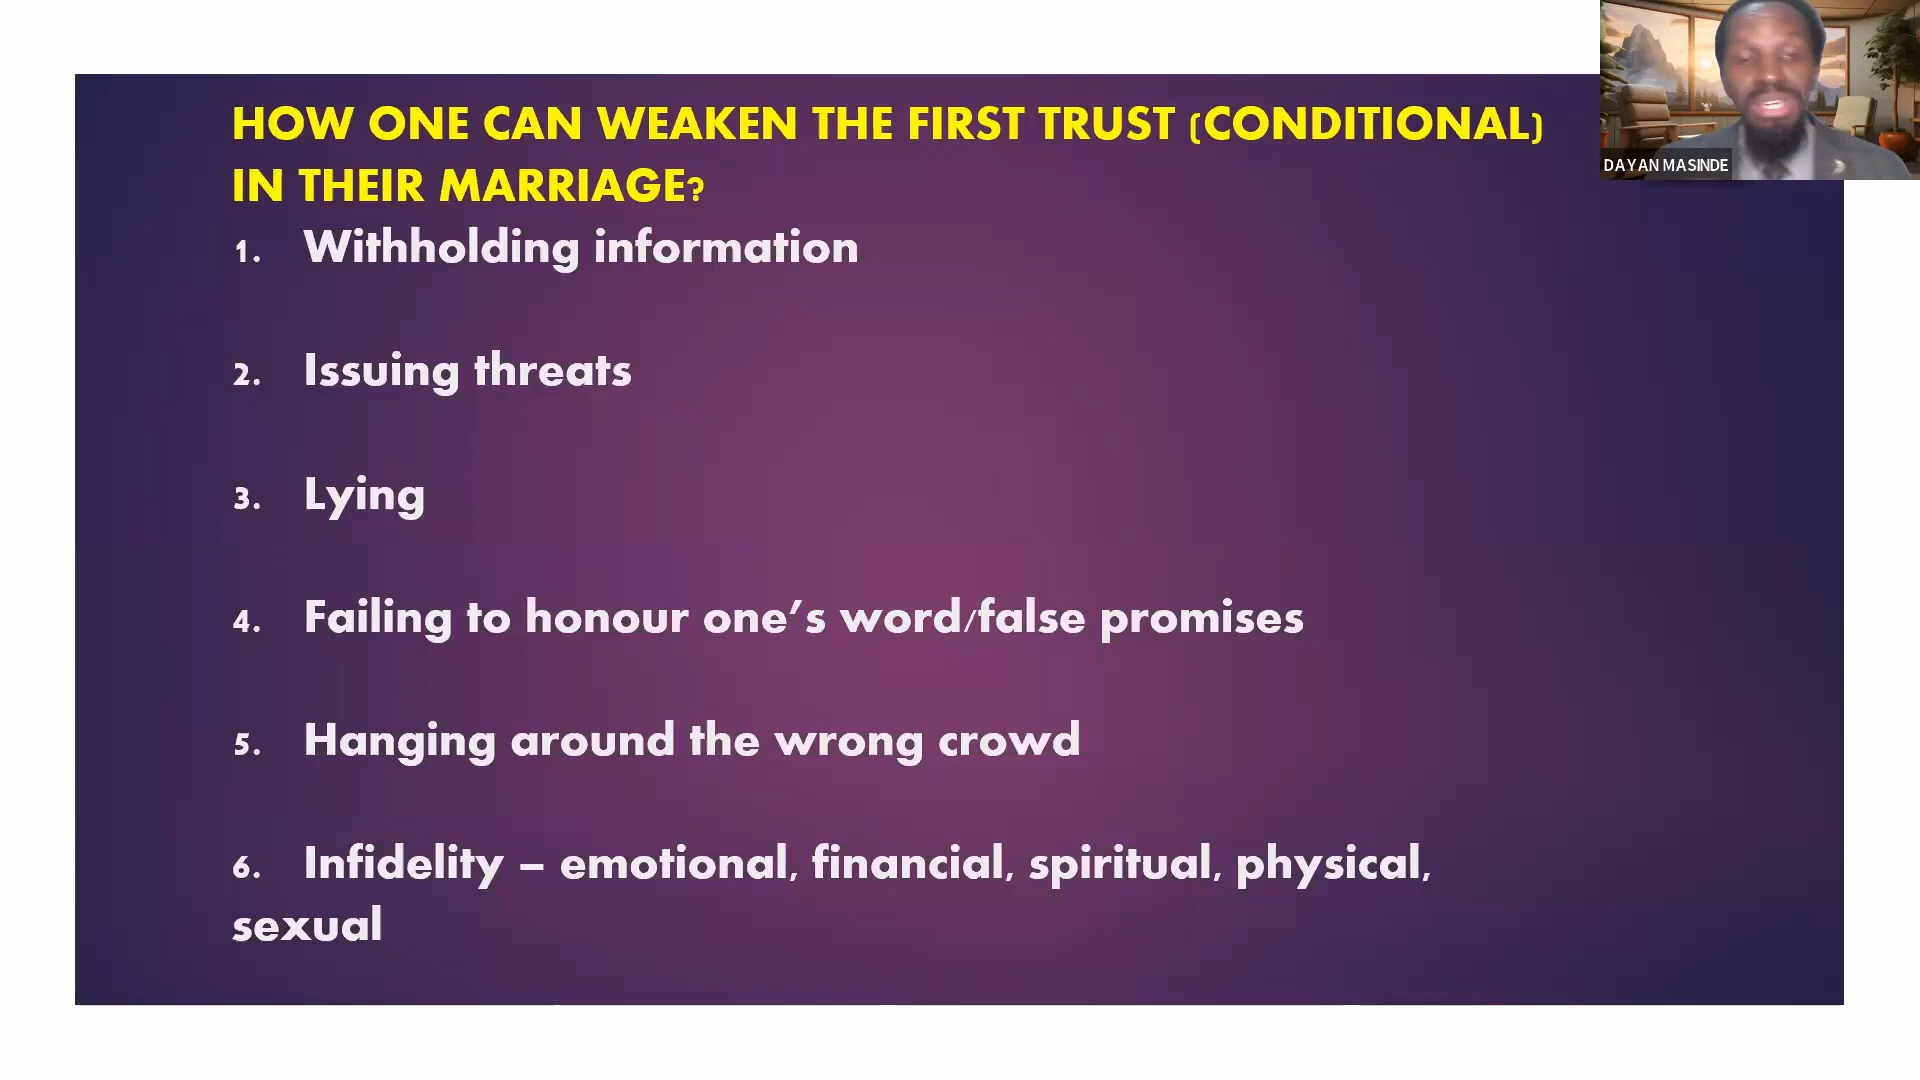 HOW ONE CAN WEAKEN THE FIRST TRUST (CONDITIONAL)
IN THEIR MARRIAGE?
1. Withholding information
2. Issuing threats
3. Lying
4. Failing to honour one’s word/false promises
5. Hanging around the wrong crowd
6. Infidelity – emotional, financial, spiritual, physical,
sexual
DAYAN MASINDE